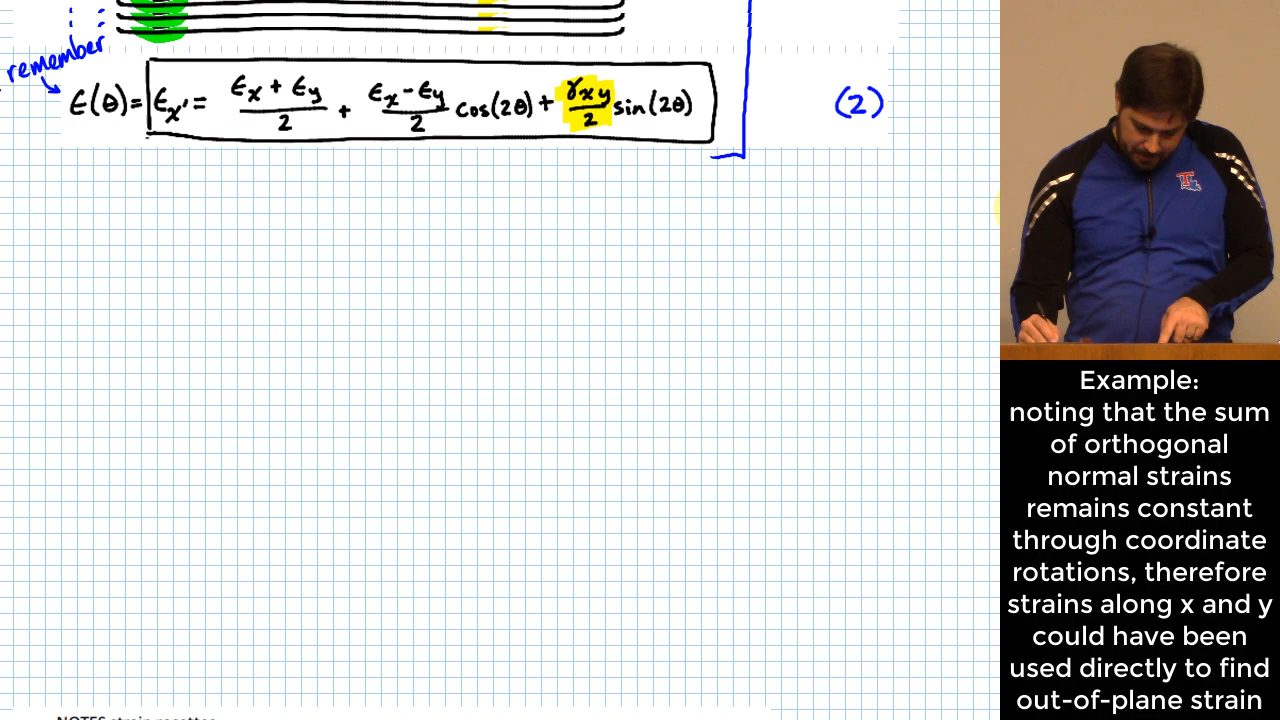 remember
ϵ(θ)= ϵx' = (ϵx + ϵy)/2 + (ϵx - ϵy)/2 cos(2θ) + γxy/2 sin(2θ) (2)
T
Example:
noting that the sum
of orthogonal
normal strains
remains constant
through coordinate
rotations, therefore
strains along x and y
could have been
used directly to find
out-of-plane strain